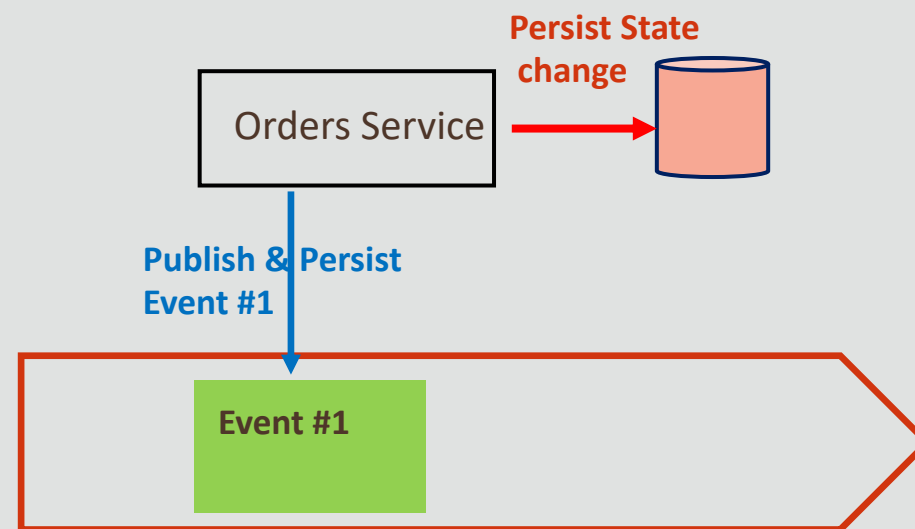 Persist State
change
Orders Service
Publish & Persist
Event #1
Event #1